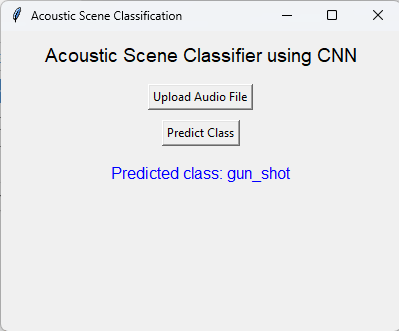 Acoustic Scene Classification
Acoustic Scene Classifier using CNN
Upload Audio File
Predict Class
Predicted class: gun_shot